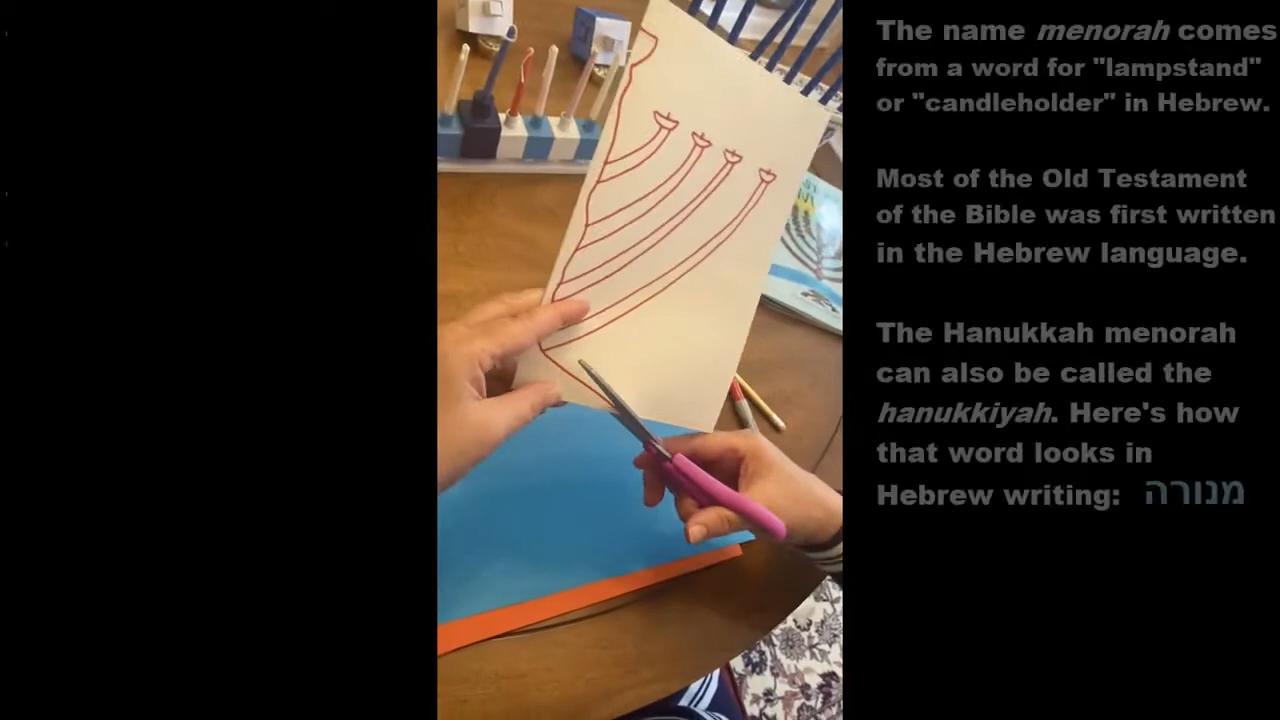 The name menorah comes
from a word for "lampstand"
or "candleholder" in Hebrew.
Most of the Old Testament
of the Bible was first written
in the Hebrew language.
The Hanukkah menorah
can also be called the
hanukkiyah. Here's how
that word looks in
Hebrew writing: מנורה